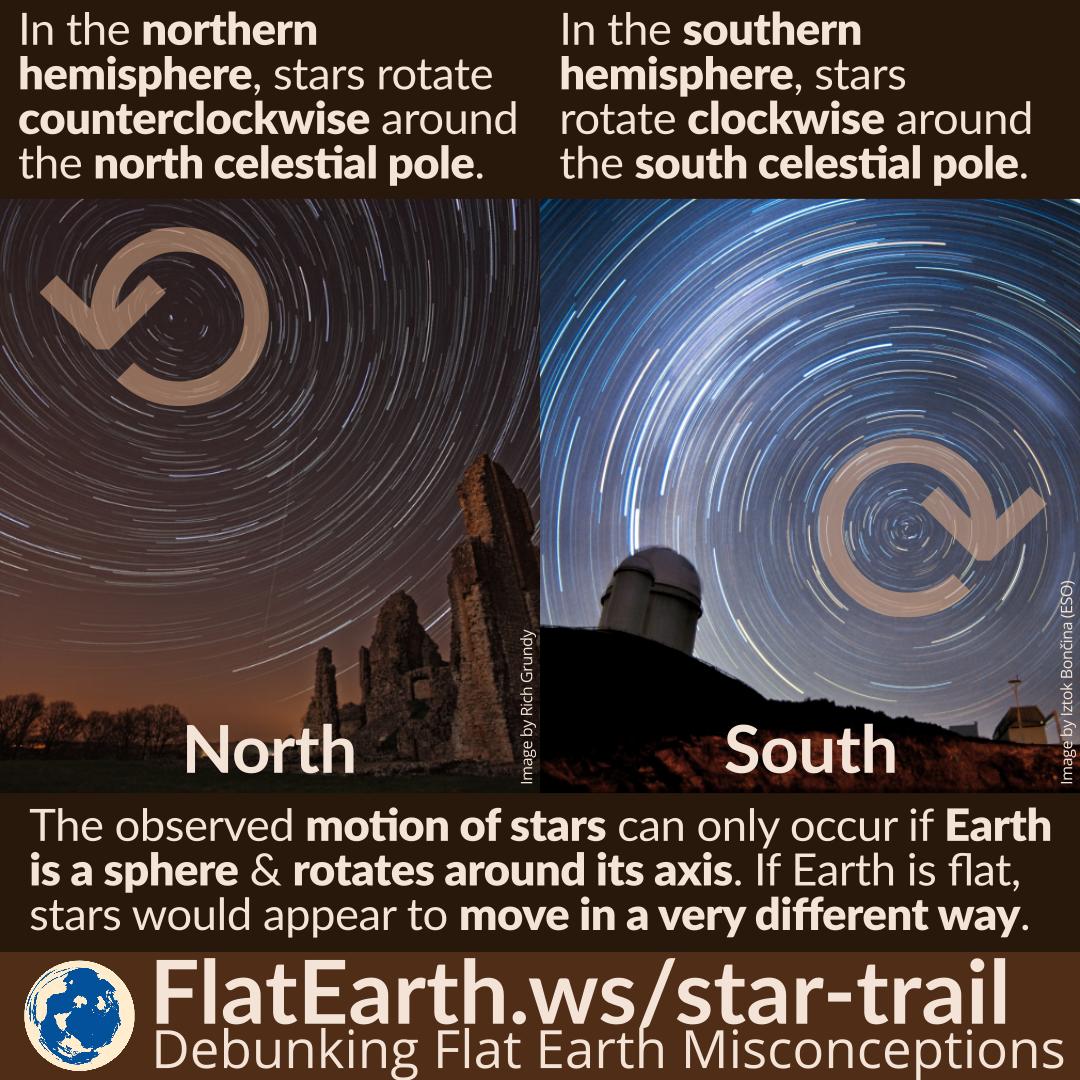 In the northern
hemisphere, stars rotate
counterclockwise around
the north celestial pole.
In the southern
hemisphere, stars
rotate clockwise around
the south celestial pole.
North
Image by Rich Grundy
South
Image by Iztok Bončina (ESO)
The observed motion of stars can only occur if Earth
is a sphere & rotates around its axis. If Earth is flat,
stars would appear to move in a very different way.
FlatEarth.ws/star-trail
Debunking Flat Earth Misconceptions